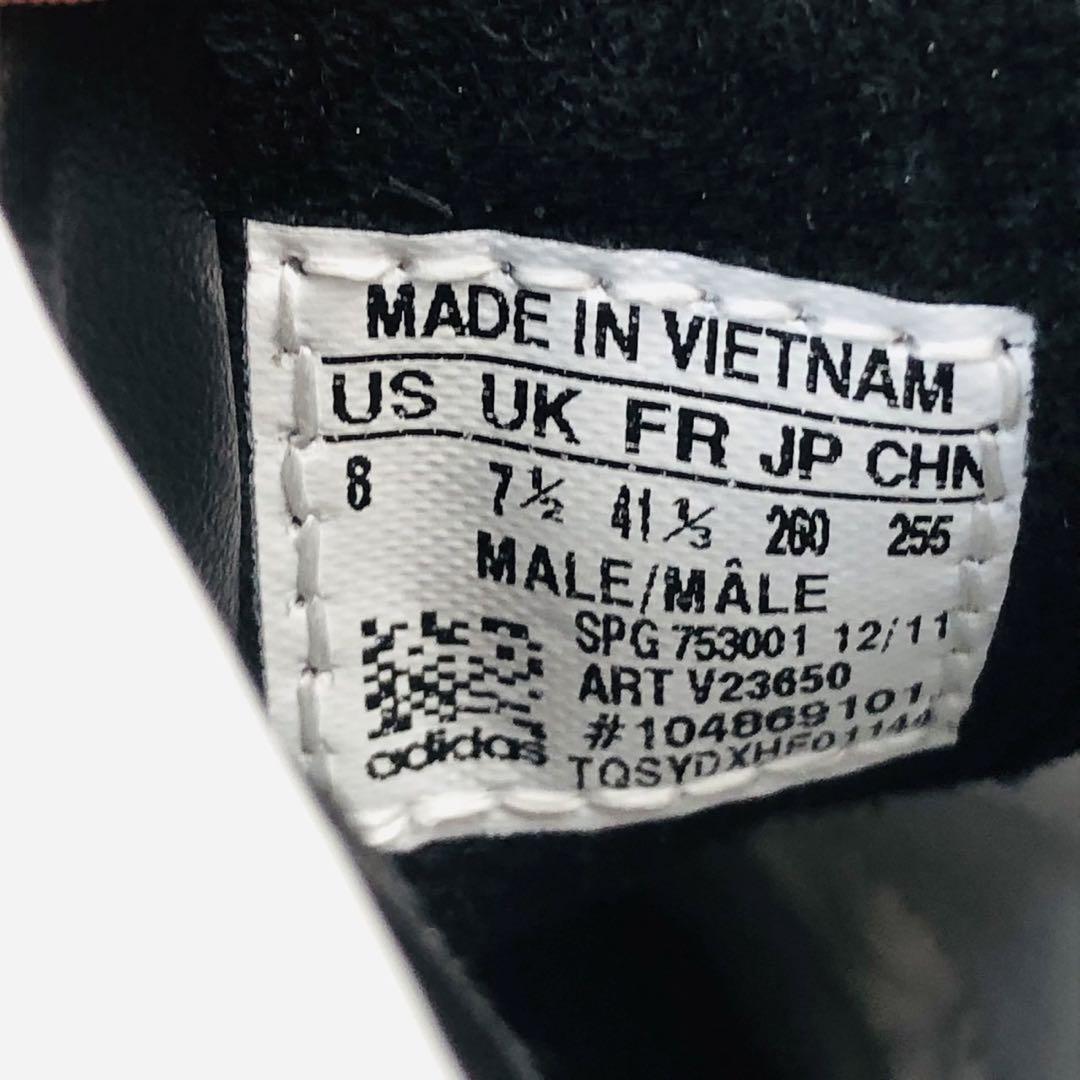 MADE IN VIETNAM
US UK FR JP CHN
8 7½ 41⅓ 260 255
MALE/MÂLE
SPG 753001 12/11
ART V23650
#104869101
TQSYDXHF01144
adidas